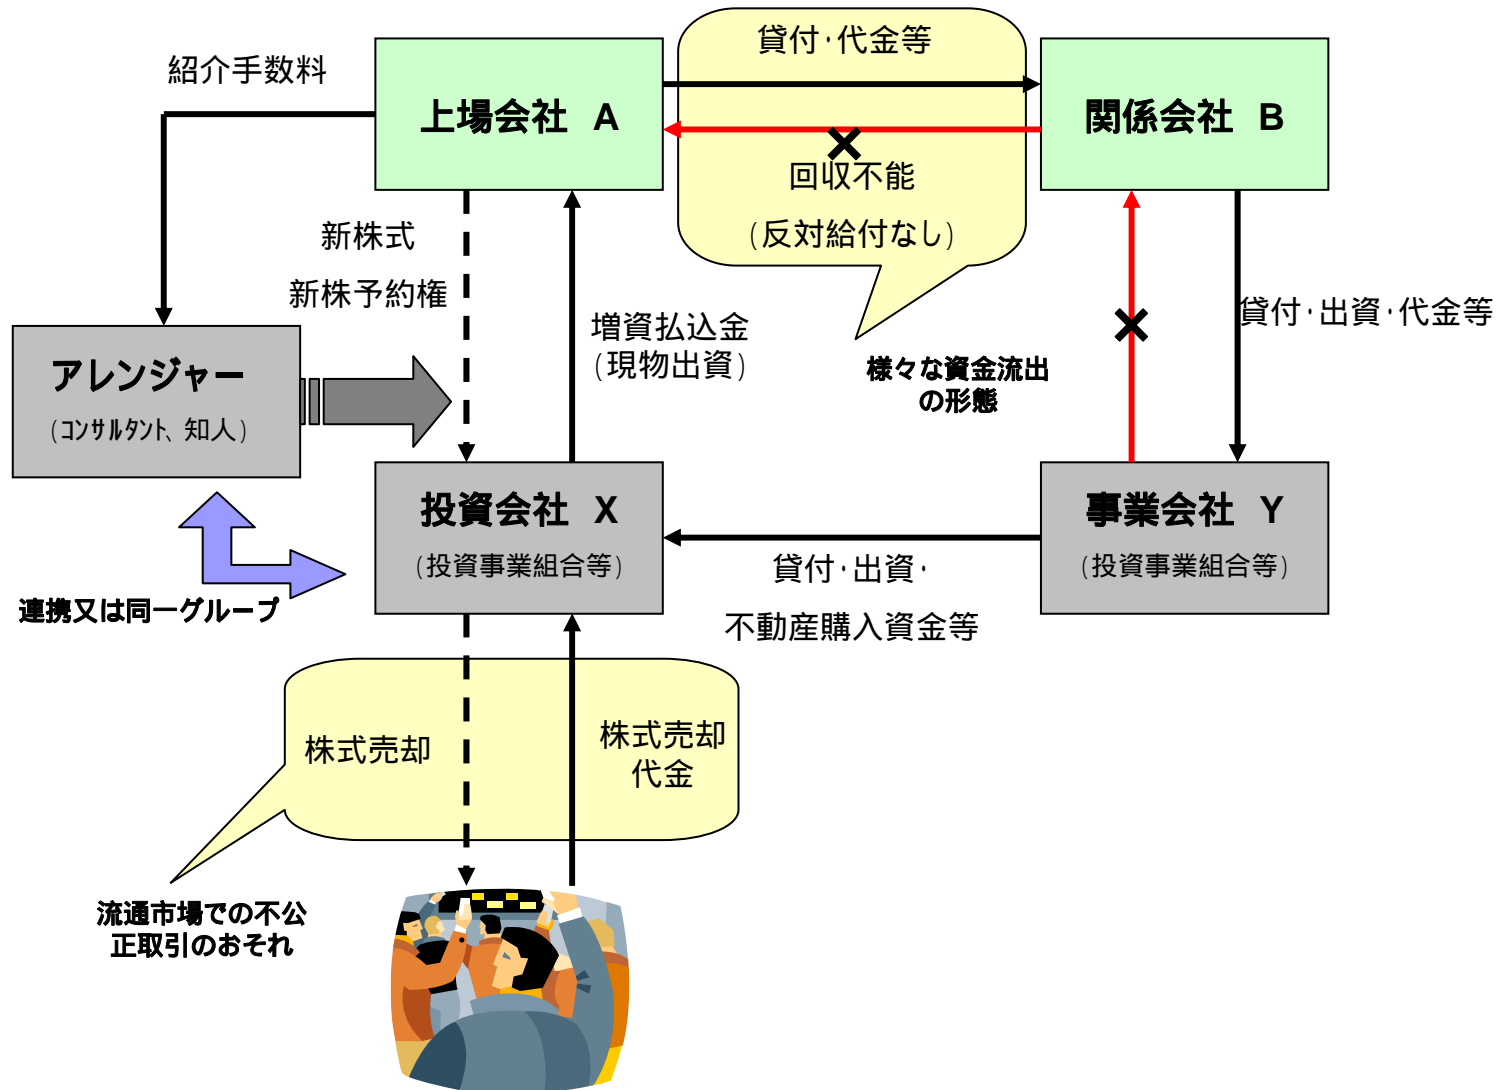 貸付・代金等
紹介手数料
上場会社 A
関係会社 B
回収不能
(反対給付なし)
新株式
新株予約権
増資払込金
(現物出資)
貸付・出資・代金等
様々な資金流出
の形態
アレンジャー
(コンサルタント、知人)
投資会社 X
(投資事業組合等)
事業会社 Y
(投資事業組合等)
連携又は同一グループ
貸付・出資・
不動産購入資金等
株式売却
株式売却
代金
流通市場での不公
正取引のおそれ